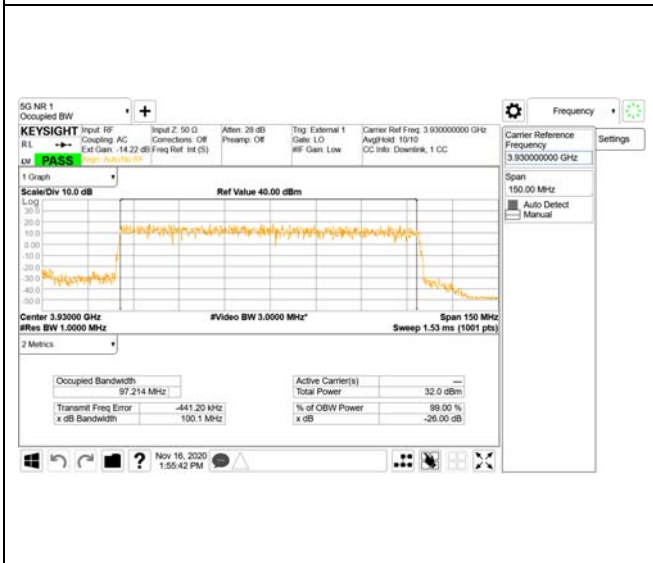 5G NR 1
Occupied BW
Frequency
KEYSIGHT
RL
PASS
Input: RF
Coupling: AC
Ext Gain: -14.22 dB
Align: Auto/No RF
Input Z: 50 Ω
Corrections: Off
Freq Ref: Int (S)
Atten: 28 dB
Preamp: Off
Trig: External 1
Gate: LO
#IF Gain: Low
Carrier Ref Freq: 3.930000000 GHz
Avg|Hold: 10/10
CC Info: Downlink, 1 CC
Carrier Reference
Frequency
3.930000000 GHz
Settings
Span
150.00 MHz
Auto Detect
Manual
1 Graph
Scale/Div 10.0 dB
Ref Value 40.00 dBm
Log
30.0
20.0
10.0
0.00
-10.0
-20.0
-30.0
-40.0
-50.0
Center 3.93000 GHz
#Video BW 3.0000 MHz*
Span 150 MHz
#Res BW 1.0000 MHz
Sweep 1.53 ms (1001 pts)
2 Metrics
Occupied Bandwidth
97.214 MHz
Transmit Freq Error -441.20 kHz
x dB Bandwidth 100.1 MHz
Active Carrier(s) ---
Total Power 32.0 dBm
% of OBW Power 99.00 %
x dB -26.00 dB
Nov 16, 2020
1:55:42 PM